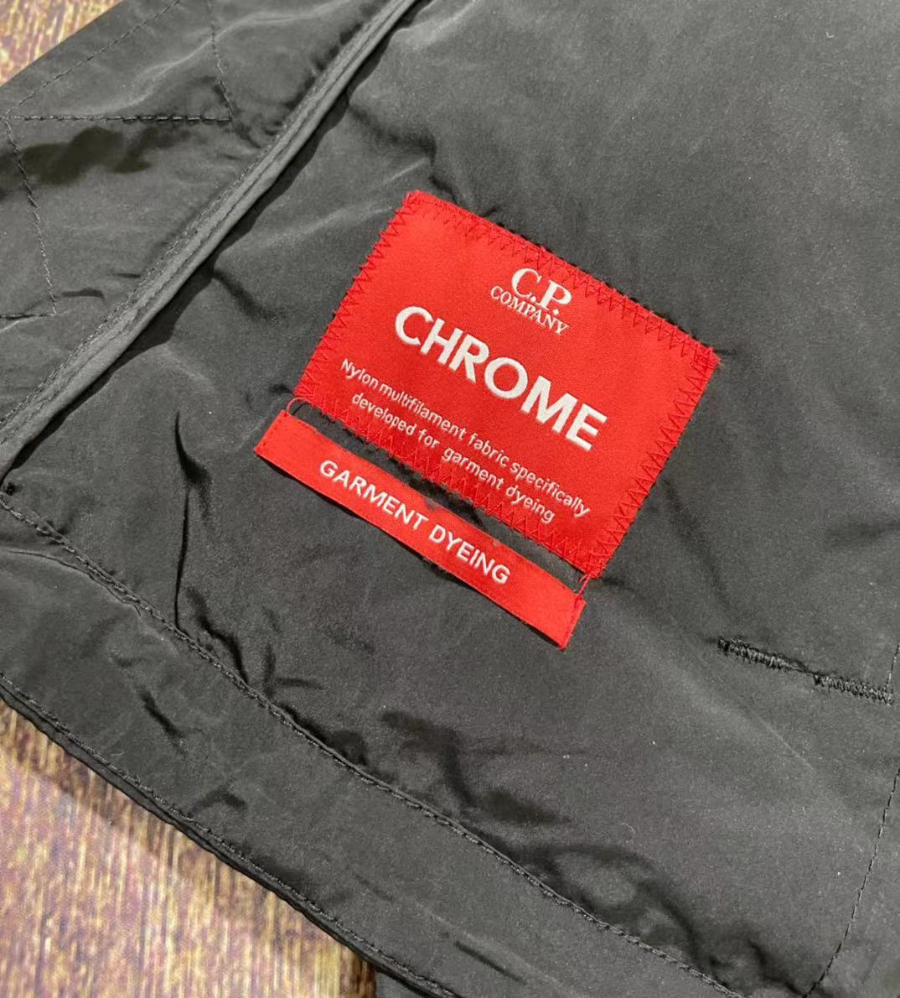 C.P.
COMPANY
CHROME
Nylon multifilament fabric specifically
developed for garment dyeing
GARMENT DYEING